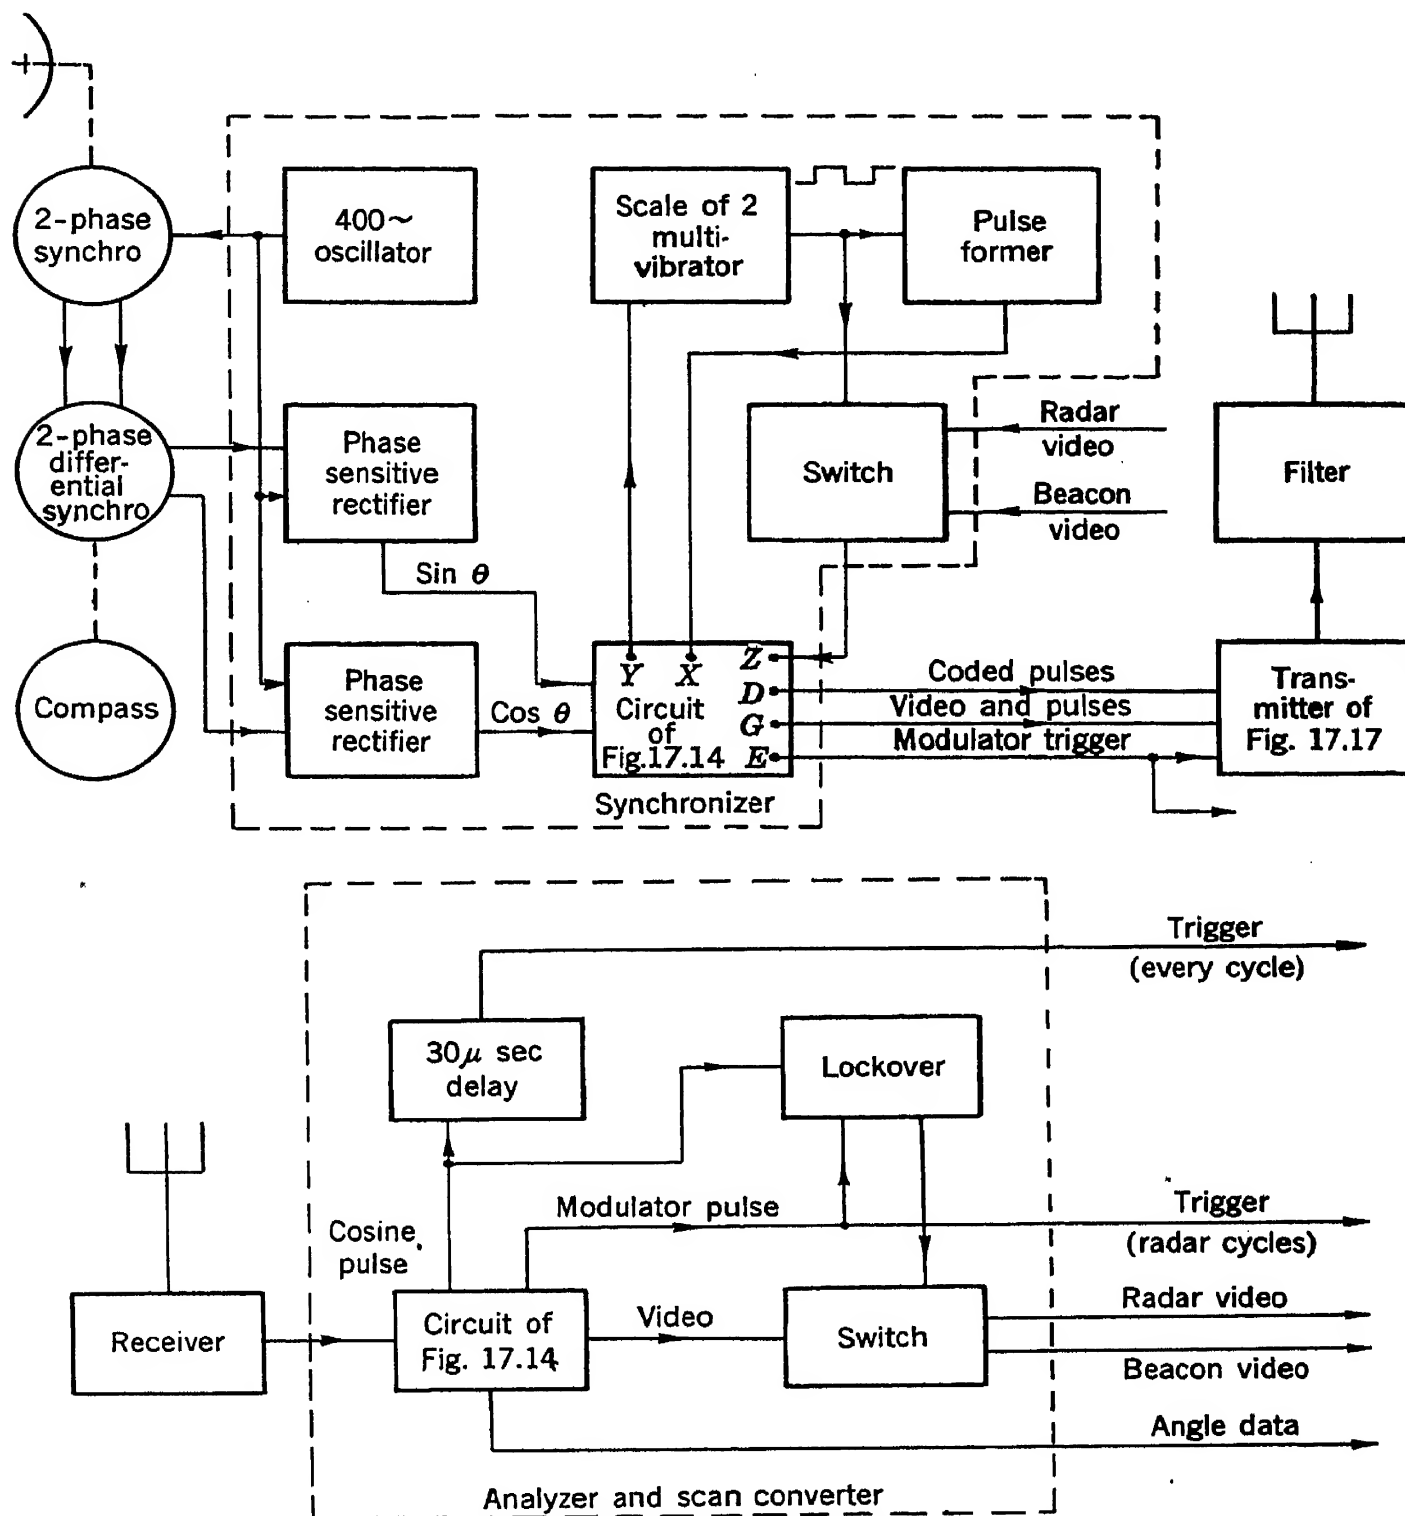 2-phase
synchro
400~
oscillator
Scale of 2
multi-
vibrator
Pulse
former
2-phase
differ-
ential
synchro
Phase
sensitive
rectifier
Switch
Radar
video
Beacon
video
Filter
Sin θ
Compass
Phase
sensitive
rectifier
Cos θ
Y X Z
D
G
E
Circuit
of
Fig.17.14
Coded pulses
Video and pulses
Modulator trigger
Trans-
mitter of
Fig. 17.17
Synchronizer
Trigger
(every cycle)
30μ sec
delay
Lockover
Cosine
pulse
Modulator pulse
Trigger
(radar cycles)
Receiver
Circuit of
Fig. 17.14
Video
Switch
Radar video
Beacon video
Angle data
Analyzer and scan converter